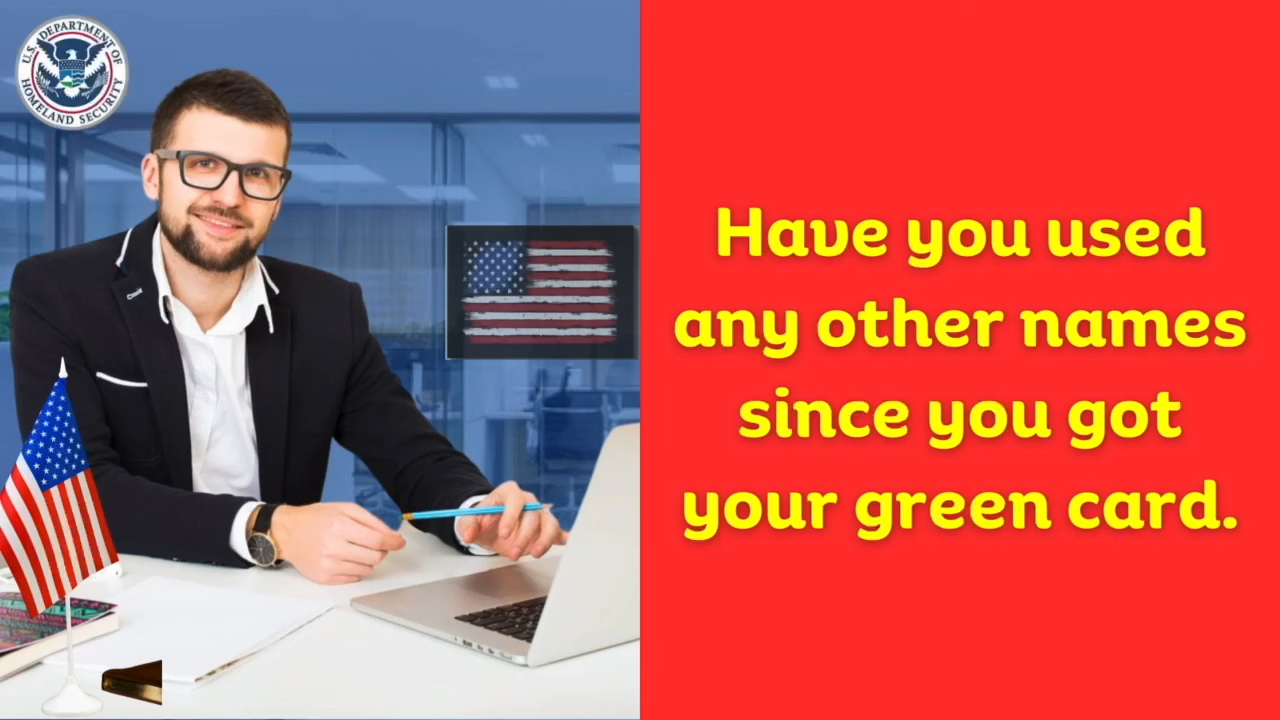 U.S. DEPARTMENT OF
HOMELAND SECURITY
Have you used
any other names
since you got
your green card.